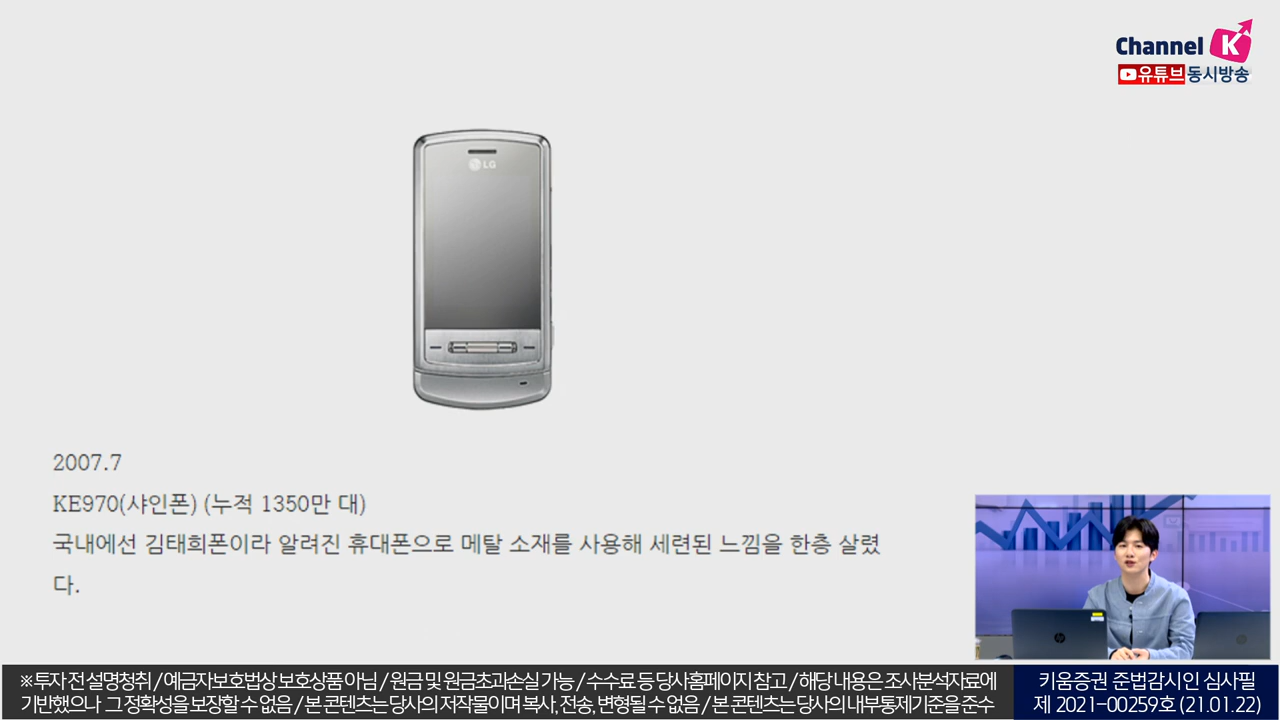 Channel K
유튜브 동시방송
LG
2007.7
KE970(샤인폰) (누적 1350만 대)
국내에선 김태희폰이라 알려진 휴대폰으로 메탈 소재를 사용해 세련된 느낌을 한층 살렸
다.
hp
※ 투자 전 설명청취 / 예금자보호법상 보호상품 아님 / 원금 및 원금초과손실 가능 / 수수료 등 당사홈페이지 참고 / 해당 내용은 조사분석자료에
기반했으나 그 정확성을 보장할 수 없음 / 본 콘텐츠는 당사의 저작물이며 복사, 전송, 변형될 수 없음 / 본 콘텐츠는 당사의 내부통제기준을 준수
키움증권 준법감시인 심사필
제 2021-00259호 (21.01.22)